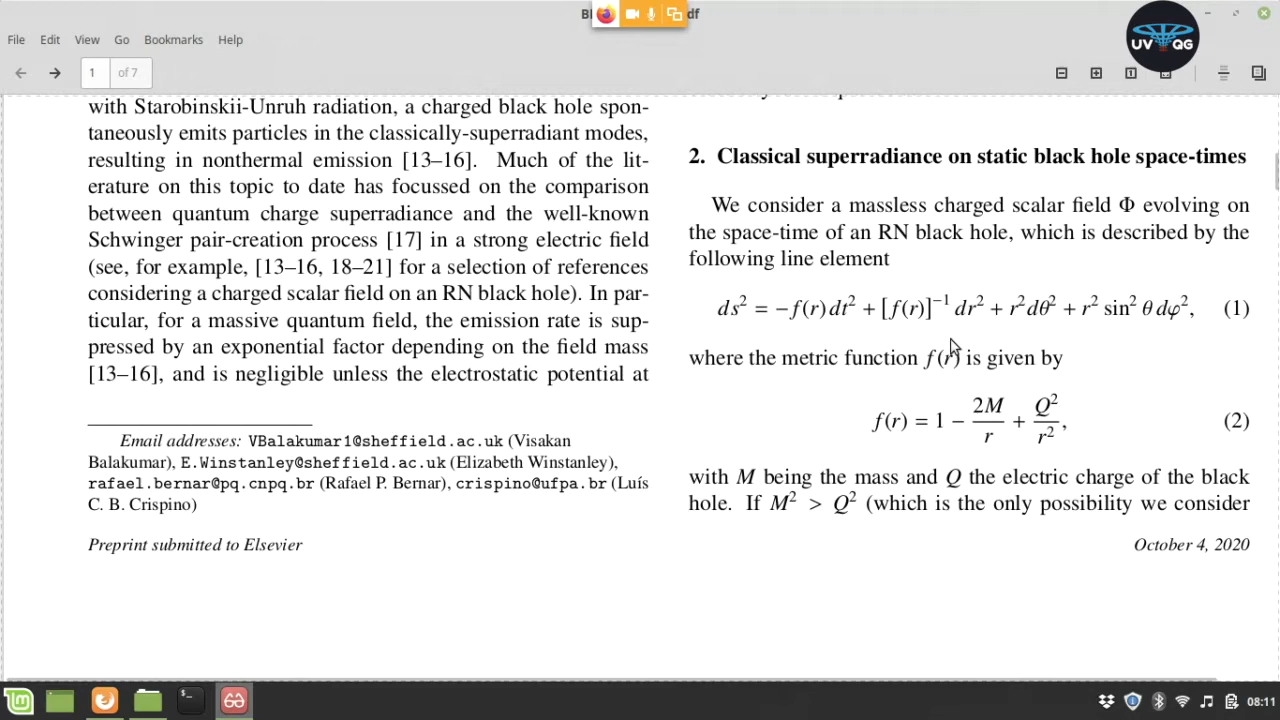 Bl
df
UV QG
File Edit View Go Bookmarks Help
1 of 7
with Starobinskii-Unruh radiation, a charged black hole spon-
taneously emits particles in the classically-superradiant modes,
resulting in nonthermal emission [13–16]. Much of the lit-
erature on this topic to date has focussed on the comparison
between quantum charge superradiance and the well-known
Schwinger pair-creation process [17] in a strong electric field
(see, for example, [13–16, 18–21] for a selection of references
considering a charged scalar field on an RN black hole). In par-
ticular, for a massive quantum field, the emission rate is sup-
pressed by an exponential factor depending on the field mass
[13–16], and is negligible unless the electrostatic potential at
Email addresses: VBalakumar1@sheffield.ac.uk (Visakan
Balakumar), E.Winstanley@sheffield.ac.uk (Elizabeth Winstanley),
rafael.bernar@pq.cnpq.br (Rafael P. Bernar), crispino@ufpa.br (Luís
C. B. Crispino)
Preprint submitted to Elsevier
2. Classical superradiance on static black hole space-times
We consider a massless charged scalar field Φ evolving on
the space-time of an RN black hole, which is described by the
following line element
ds² = −f(r) dt² + [f(r)]⁻¹ dr² + r²dθ² + r² sin² θ dφ², (1)
where the metric function f(r) is given by
f(r) = 1 − 2M/r + Q²/r², (2)
with M being the mass and Q the electric charge of the black
hole. If M² > Q² (which is the only possibility we consider
October 4, 2020
08:11